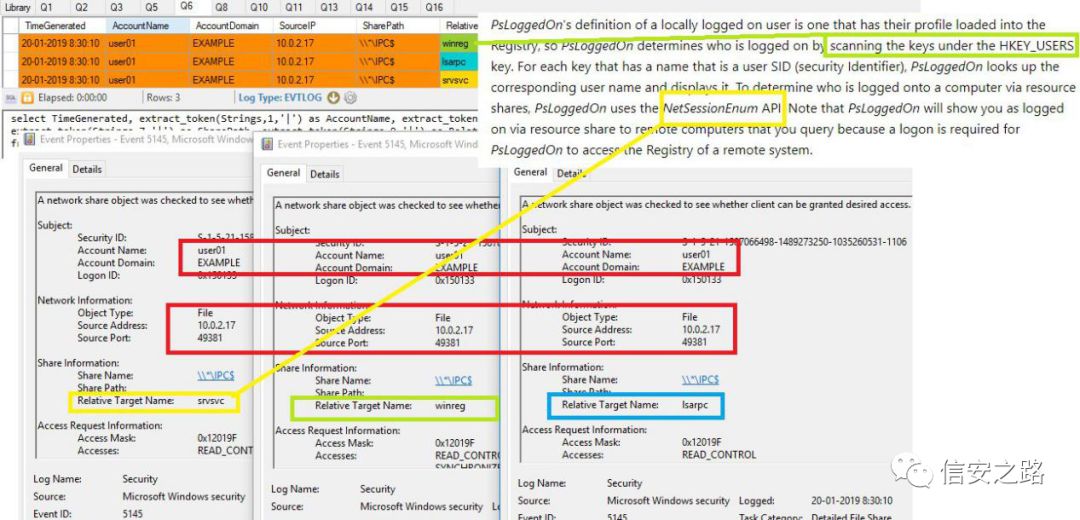 Library Q1 Q2 Q3 Q5 Q6 Q8 Q10 Q9 Q11 Q13 Q14 Q15 Q16
TimeGenerated AccountName AccountDomain SourceIP SharePath Relative
20-01-2019 8:30:10 user01 EXAMPLE 10.0.2.17 \\*\IPC$ winreg
20-01-2019 8:30:10 user01 EXAMPLE 10.0.2.17 \\*\IPC$ lsarpc
20-01-2019 8:30:10 user01 EXAMPLE 10.0.2.17 \\*\IPC$ srvsvc
Elapsed: 0:00:00 Rows: 3 Log Type: EVTLOG
select TimeGenerated, extract_token(Strings,1,'|') as AccountName, extract_token
PsLoggedOn's definition of a locally logged on user is one that has their profile loaded into the
Registry, so PsLoggedOn determines who is logged on by scanning the keys under the HKEY_USERS
key. For each key that has a name that is a user SID (security Identifier), PsLoggedOn looks up the
corresponding user name and displays it. To determine who is logged onto a computer via resource
shares, PsLoggedOn uses the NetSessionEnum API. Note that PsLoggedOn will show you as logged
on via resource share to remote computers that you query because a logon is required for
PsLoggedOn to access the Registry of a remote system.
Event Properties - Event 5145, Microsoft Windows
General Details
A network share object was checked to see whether
Subject:
Security ID: S-1-5-21-158
Account Name: user01
Account Domain: EXAMPLE
Logon ID: 0x150133
Network Information:
Object Type: File
Source Address: 10.0.2.17
Source Port: 49381
Share Information:
Share Name: \\*\IPC$
Share Path:
Relative Target Name: srvsvc
Access Request Information:
Access Mask: 0x12019F
Accesses: READ_CONT
Log Name: Security
Source: Microsoft Windows security
Event ID: 5145
Event Properties - Event 5145, Microsoft Wind
General Details
A network share object was checked to see whether
Subject:
Security ID:
Account Name: user01
Account Domain: EXAMPLE
Logon ID: 0x150133
Network Information:
Object Type: File
Source Address: 10.0.2.17
Source Port: 49381
Share Information:
Share Name: \\*\IPC$
Share Path:
Relative Target Name: winreg
Access Request Information:
Access Mask: 0x12019F
Accesses: READ_CONTR
SYNCHRONIZE
Log Name: Security
Source: Microsoft Windows security
Event ID: 5145
General Details
A network share object was checked to see whether client can be granted desired access.
Subject:
Security ID: S-1-5-21-1587066498-1489273250-1035260531-1106
Account Name: user01
Account Domain: EXAMPLE
Logon ID: 0x150133
Network Information:
Object Type: File
Source Address: 10.0.2.17
Source Port: 49381
Share Information:
Share Name: \\*\IPC$
Share Path:
Relative Target Name: lsarpc
Access Request Information:
Access Mask: 0x12019F
Accesses: READ_CONTROL
Log Name: Security
Source: Microsoft Windows security Logged: 20-01-2019 8:30:10
Event ID: 5145 Task Category: Detailed File Share
信安之路